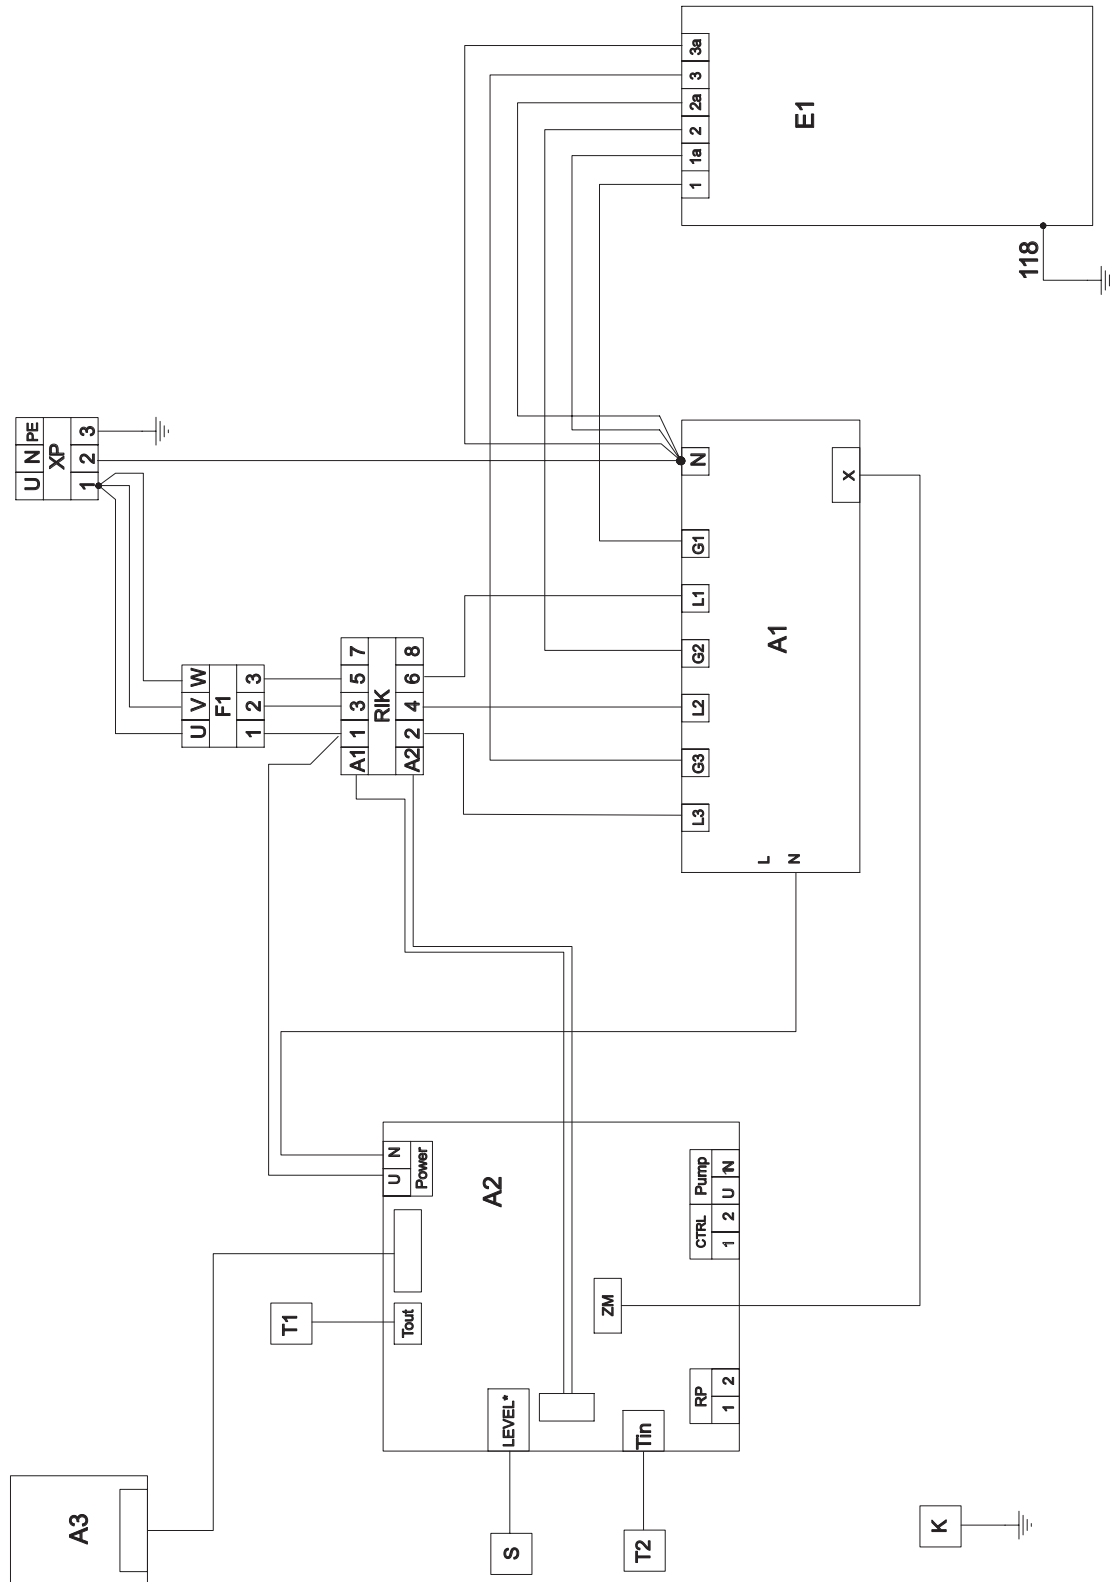 U N PE
XP
1 2 3
U V W
F1
1 2 3
A1 1 3 5 7
RIK
A2 2 4 6 8
3a
3
2a
2
1a
1
E1
118
N
G1
L1
G2
L2
G3
L3
A1
X
L
N
A2
U N
Power
Tout
T1
LEVEL*
S
Tin
T2
ZM
RP
1 2
CTRL
1 2
Pump
U N
A3
K